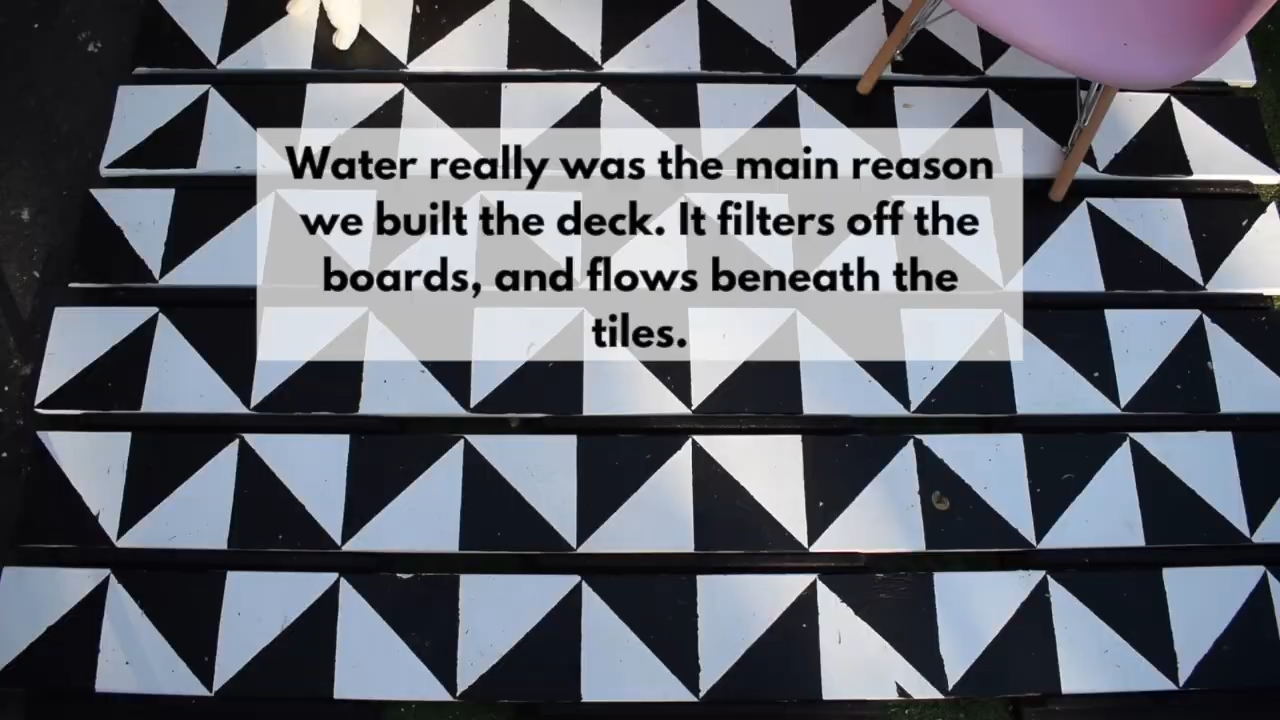 Water really was the main reason
we built the deck. It filters off the
boards, and flows beneath the
tiles.